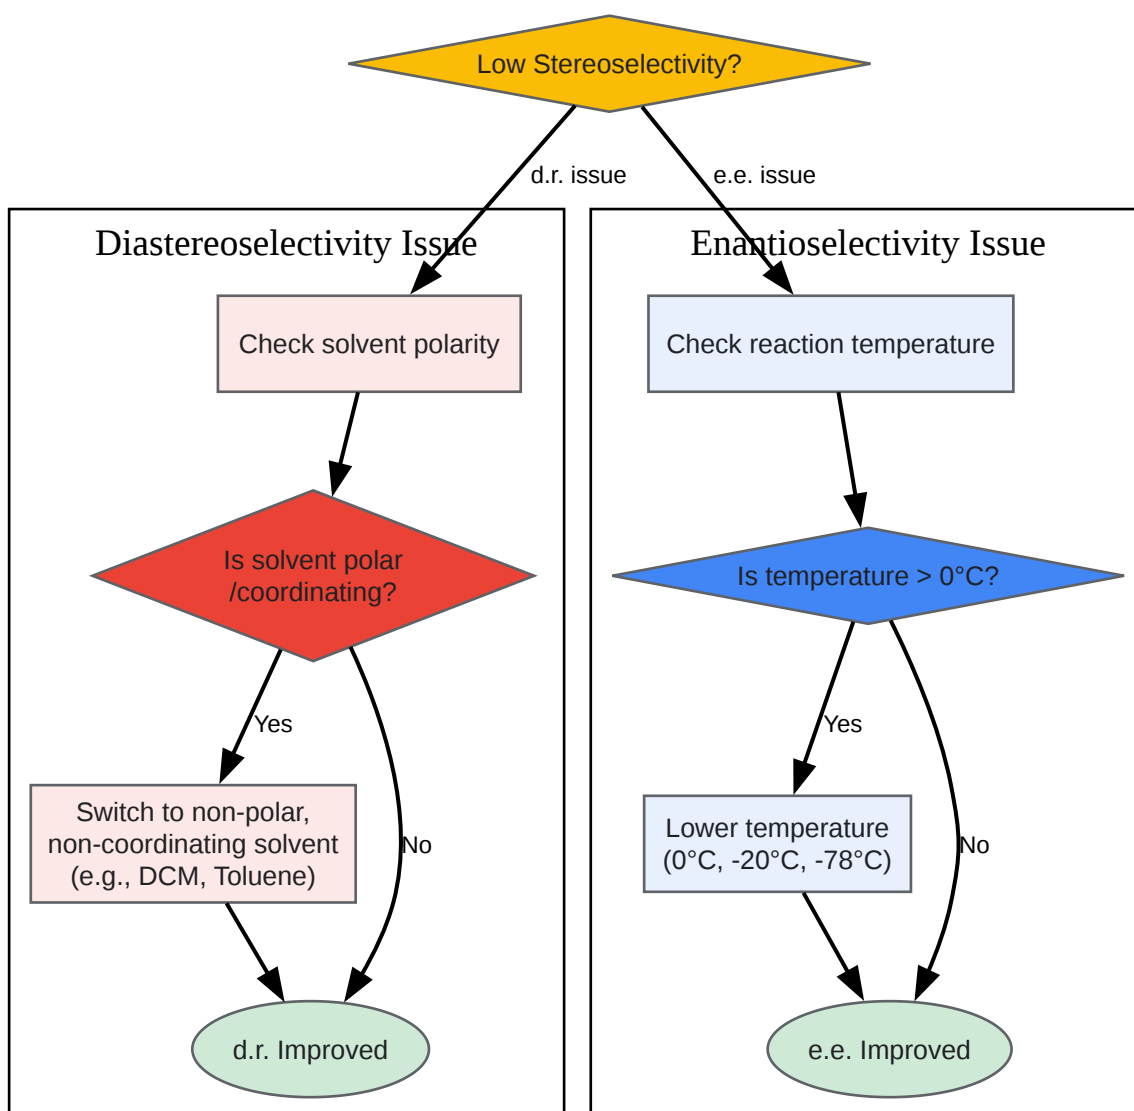 Low Stereoselectivity?
d.r. issue
e.e. issue
Diastereoselectivity Issue
Enantioselectivity Issue
Check solvent polarity
Check reaction temperature
Is solvent polar
/coordinating?
Is temperature > 0°C?
Yes
Yes
Switch to non-polar,
non-coordinating solvent
(e.g., DCM, Toluene)
No
Lower temperature
(0°C, -20°C, -78°C)
No
d.r. Improved
e.e. Improved